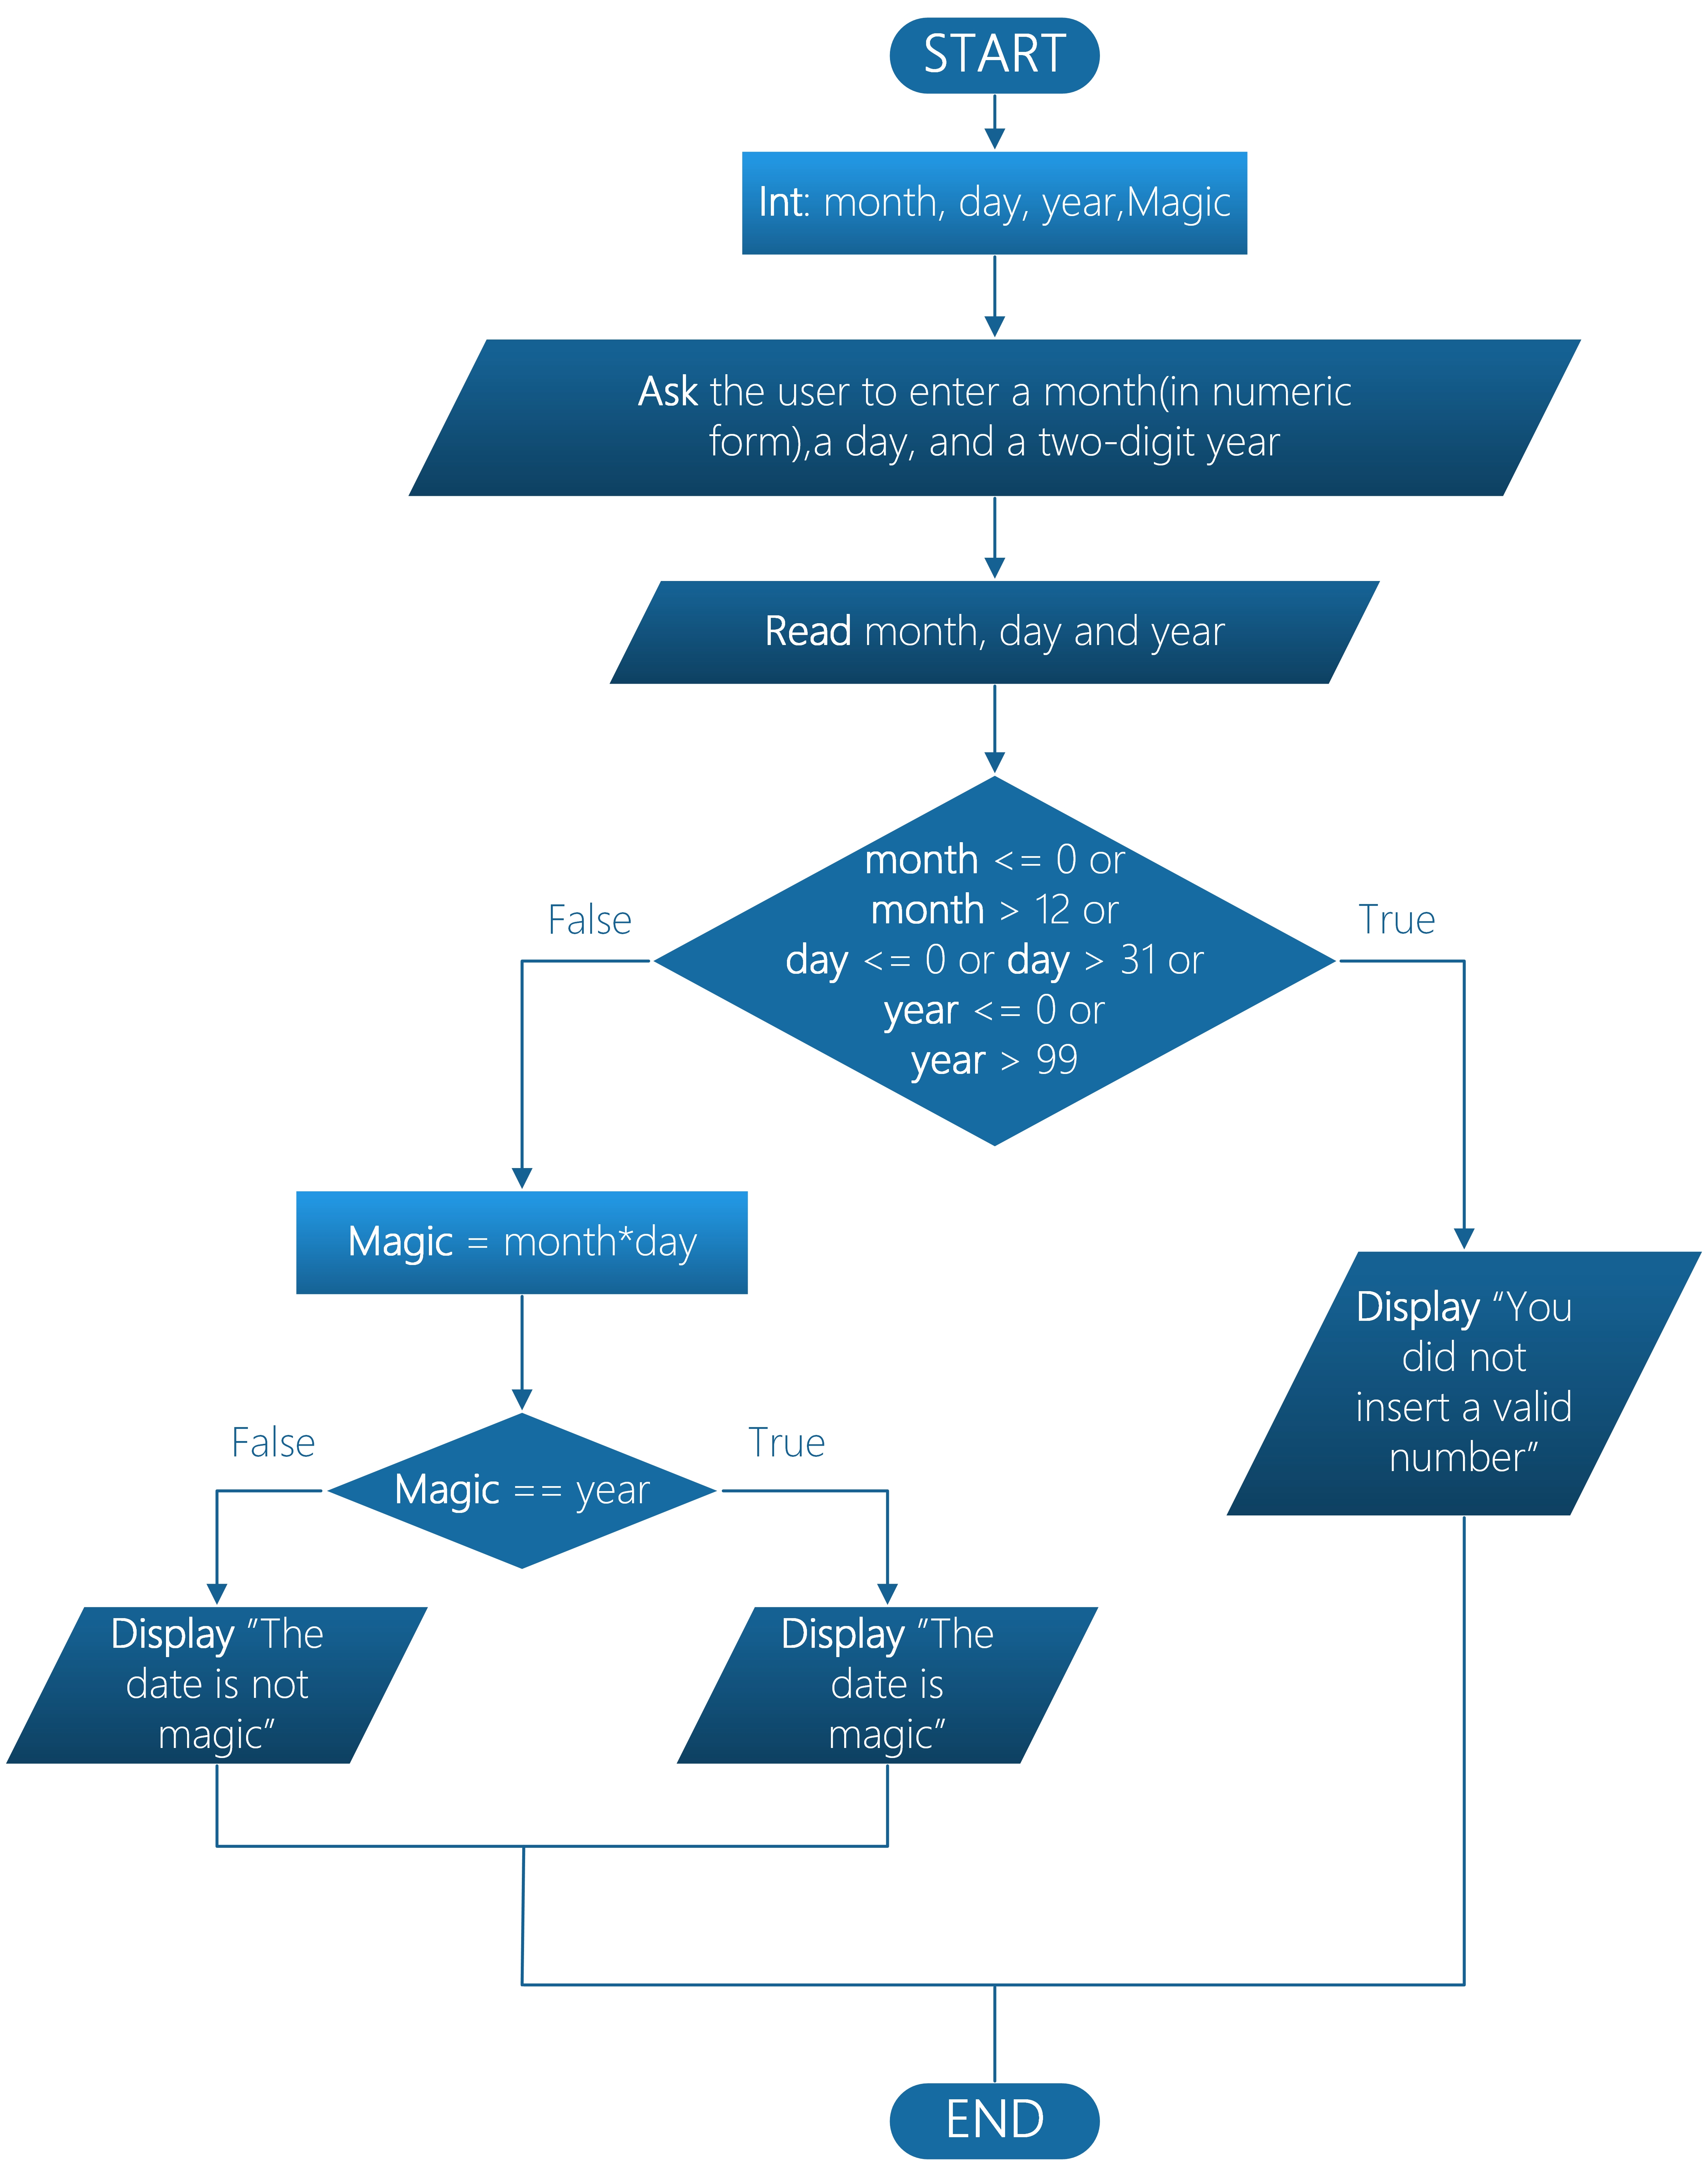 START
Int: month, day, year,Magic
Ask the user to enter a month(in numeric
form),a day, and a two-digit year
Read month, day and year
month <= 0 or
month > 12 or
day <= 0 or day > 31 or
year <= 0 or
year > 99
False
True
Magic = month*day
Display “You
did not
insert a valid
number”
Magic == year
False
True
Display “The
date is not
magic”
Display “The
date is
magic”
END